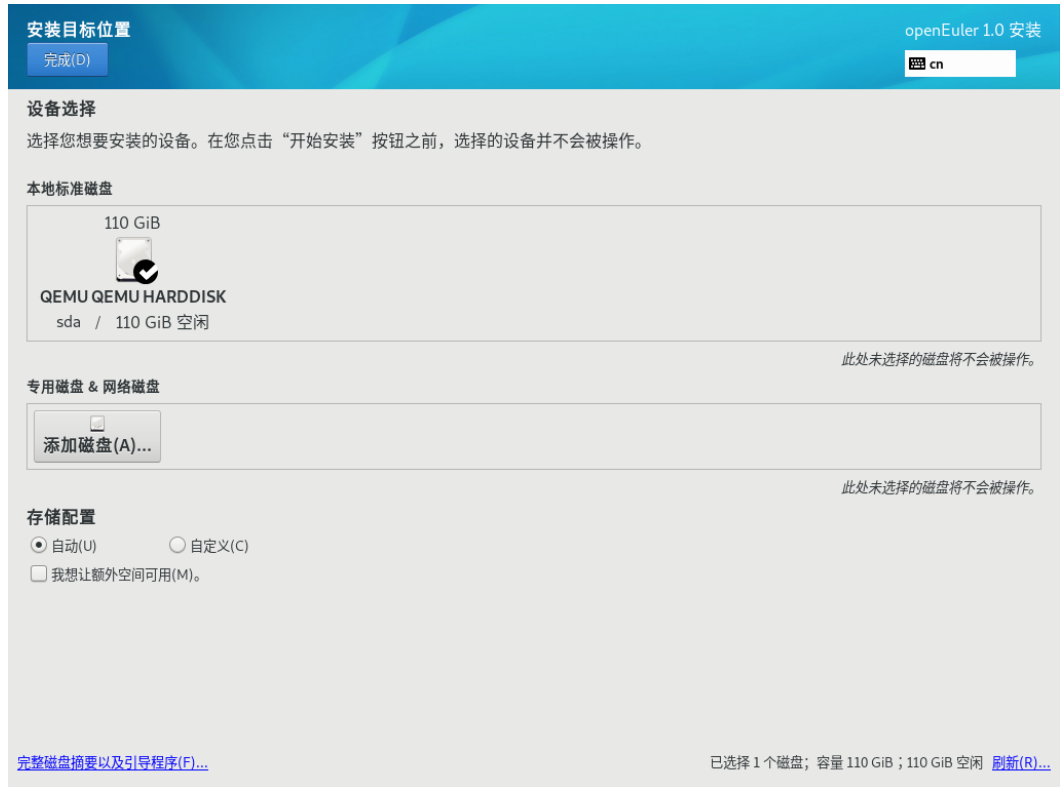 安装目标位置
openEuler 1.0 安装
完成(D)
cn
设备选择
选择您想要安装的设备。在您点击“开始安装”按钮之前，选择的设备并不会被操作。
本地标准磁盘
110 GiB
QEMU QEMU HARDDISK
sda / 110 GiB 空闲
此处未选择的磁盘将不会被操作。
专用磁盘 & 网络磁盘
添加磁盘(A)...
此处未选择的磁盘将不会被操作。
存储配置
自动(U) 自定义(C)
我想让额外空间可用(M)。
完整磁盘摘要以及引导程序(F)... 已选择 1 个磁盘；容量 110 GiB ；110 GiB 空闲 刷新(R)...